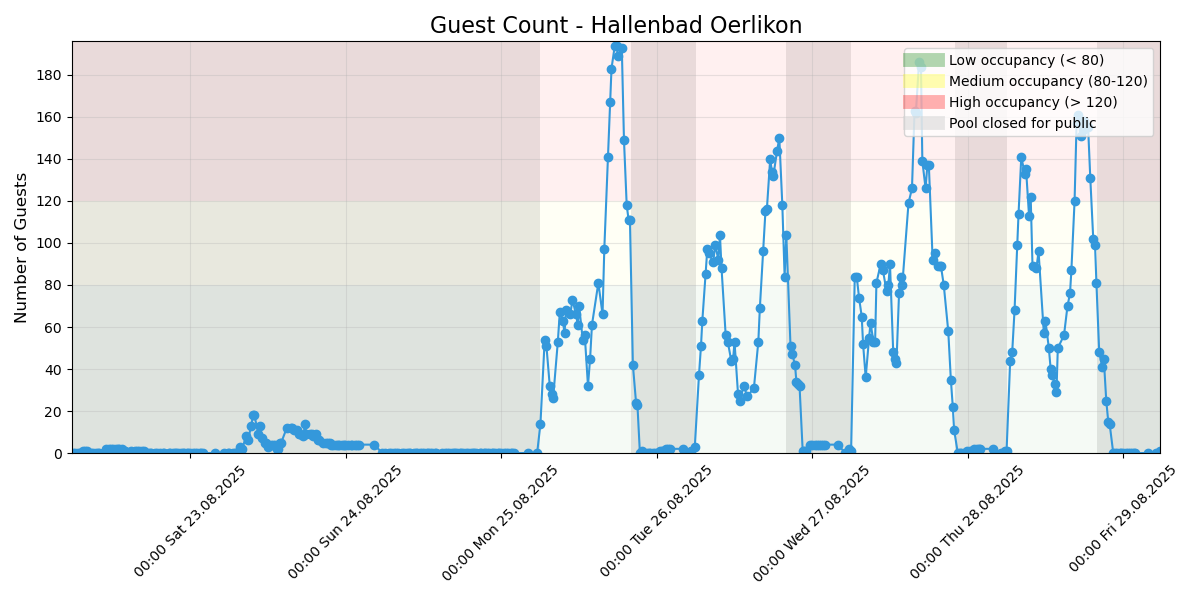 Guest Count - Hallenbad Oerlikon
Low occupancy (< 80)
Medium occupancy (80-120)
High occupancy (> 120)
Pool closed for public
Number of Guests
180
160
140
120
100
80
60
40
20
0
00:00 Sat 23.08.2025
00:00 Sun 24.08.2025
00:00 Mon 25.08.2025
00:00 Tue 26.08.2025
00:00 Wed 27.08.2025
00:00 Thu 28.08.2025
00:00 Fri 29.08.2025